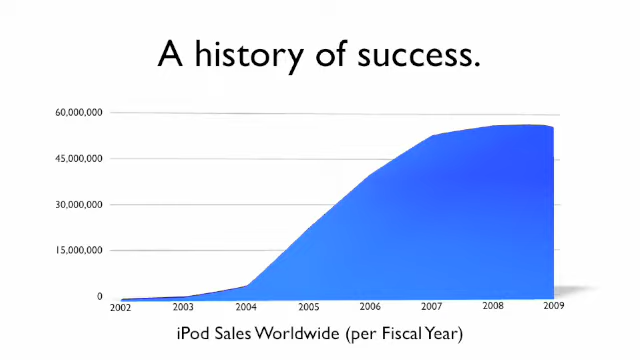 A history of success.
60,000,000
45,000,000
30,000,000
15,000,000
0
2002 2003 2004 2005 2006 2007 2008 2009
iPod Sales Worldwide (per Fiscal Year)